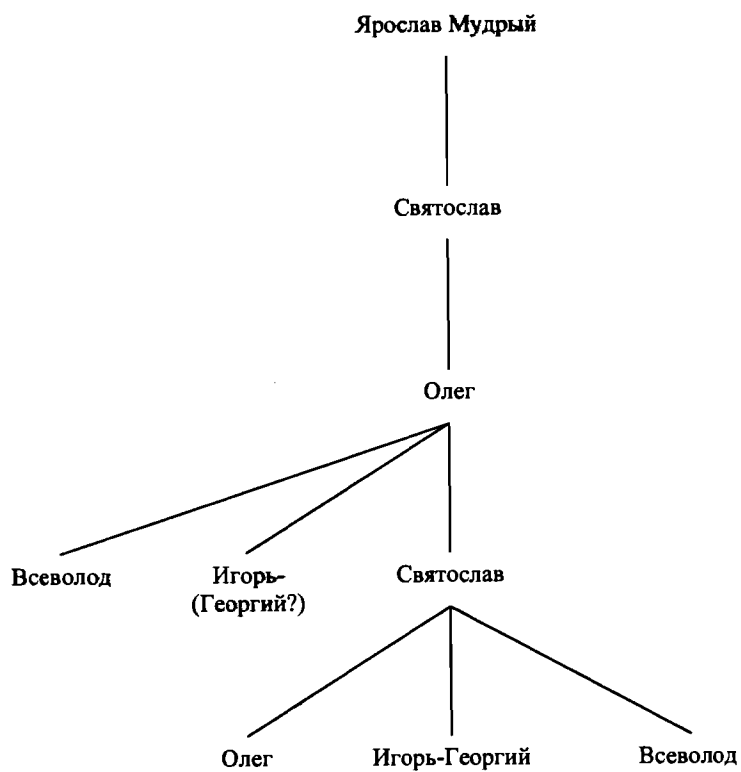 Ярослав Мудрый
Святослав
Олег
Всеволод
Игорь-
(Георгий?)
Святослав
Олег
Игорь-Георгий
Всеволод